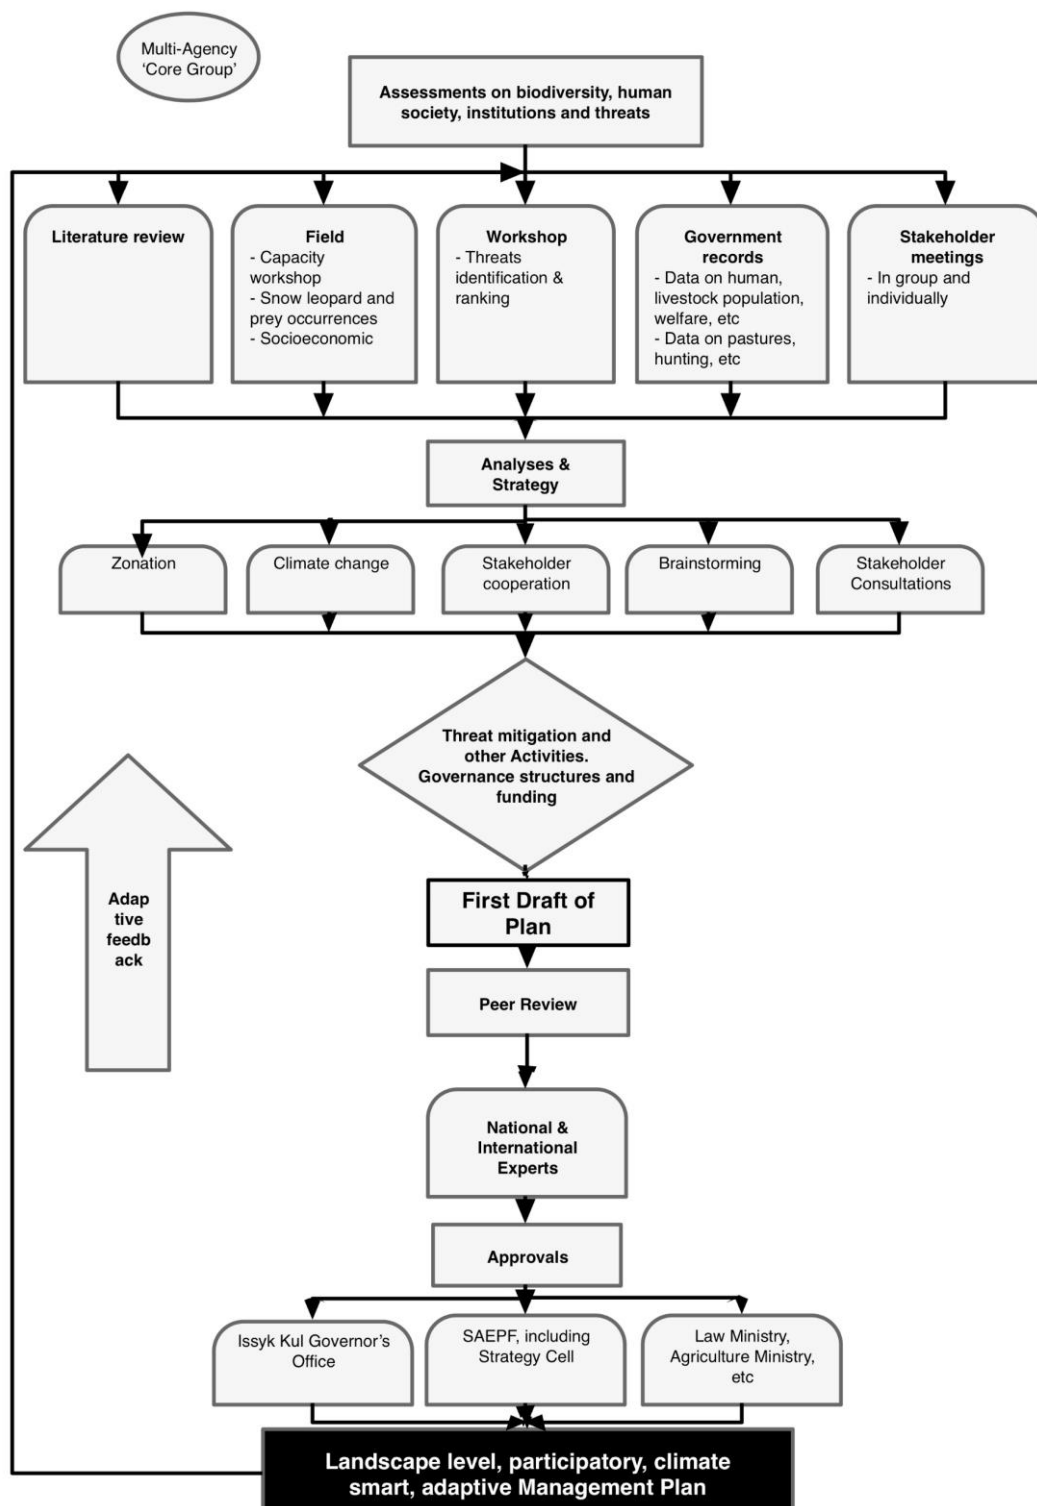 Multi-Agency
‘Core Group’
Assessments on biodiversity, human
society, institutions and threats
Literature review
Field
- Capacity
workshop
- Snow leopard and
prey occurrences
- Socioeconomic
Workshop
- Threats
identification &
ranking
Government
records
- Data on human,
livestock population,
welfare, etc
- Data on pastures,
hunting, etc
Stakeholder
meetings
- In group and
individually
Analyses &
Strategy
Zonation
Climate change
Stakeholder
cooperation
Brainstorming
Stakeholder
Consultations
Threat mitigation and
other Activities.
Governance structures and
funding
Adap
tive
feedb
ack
First Draft of
Plan
Peer Review
National &
International
Experts
Approvals
Issyk Kul Governor’s
Office
SAEPF, including
Strategy Cell
Law Ministry,
Agriculture Ministry,
etc
Landscape level, participatory, climate
smart, adaptive Management Plan